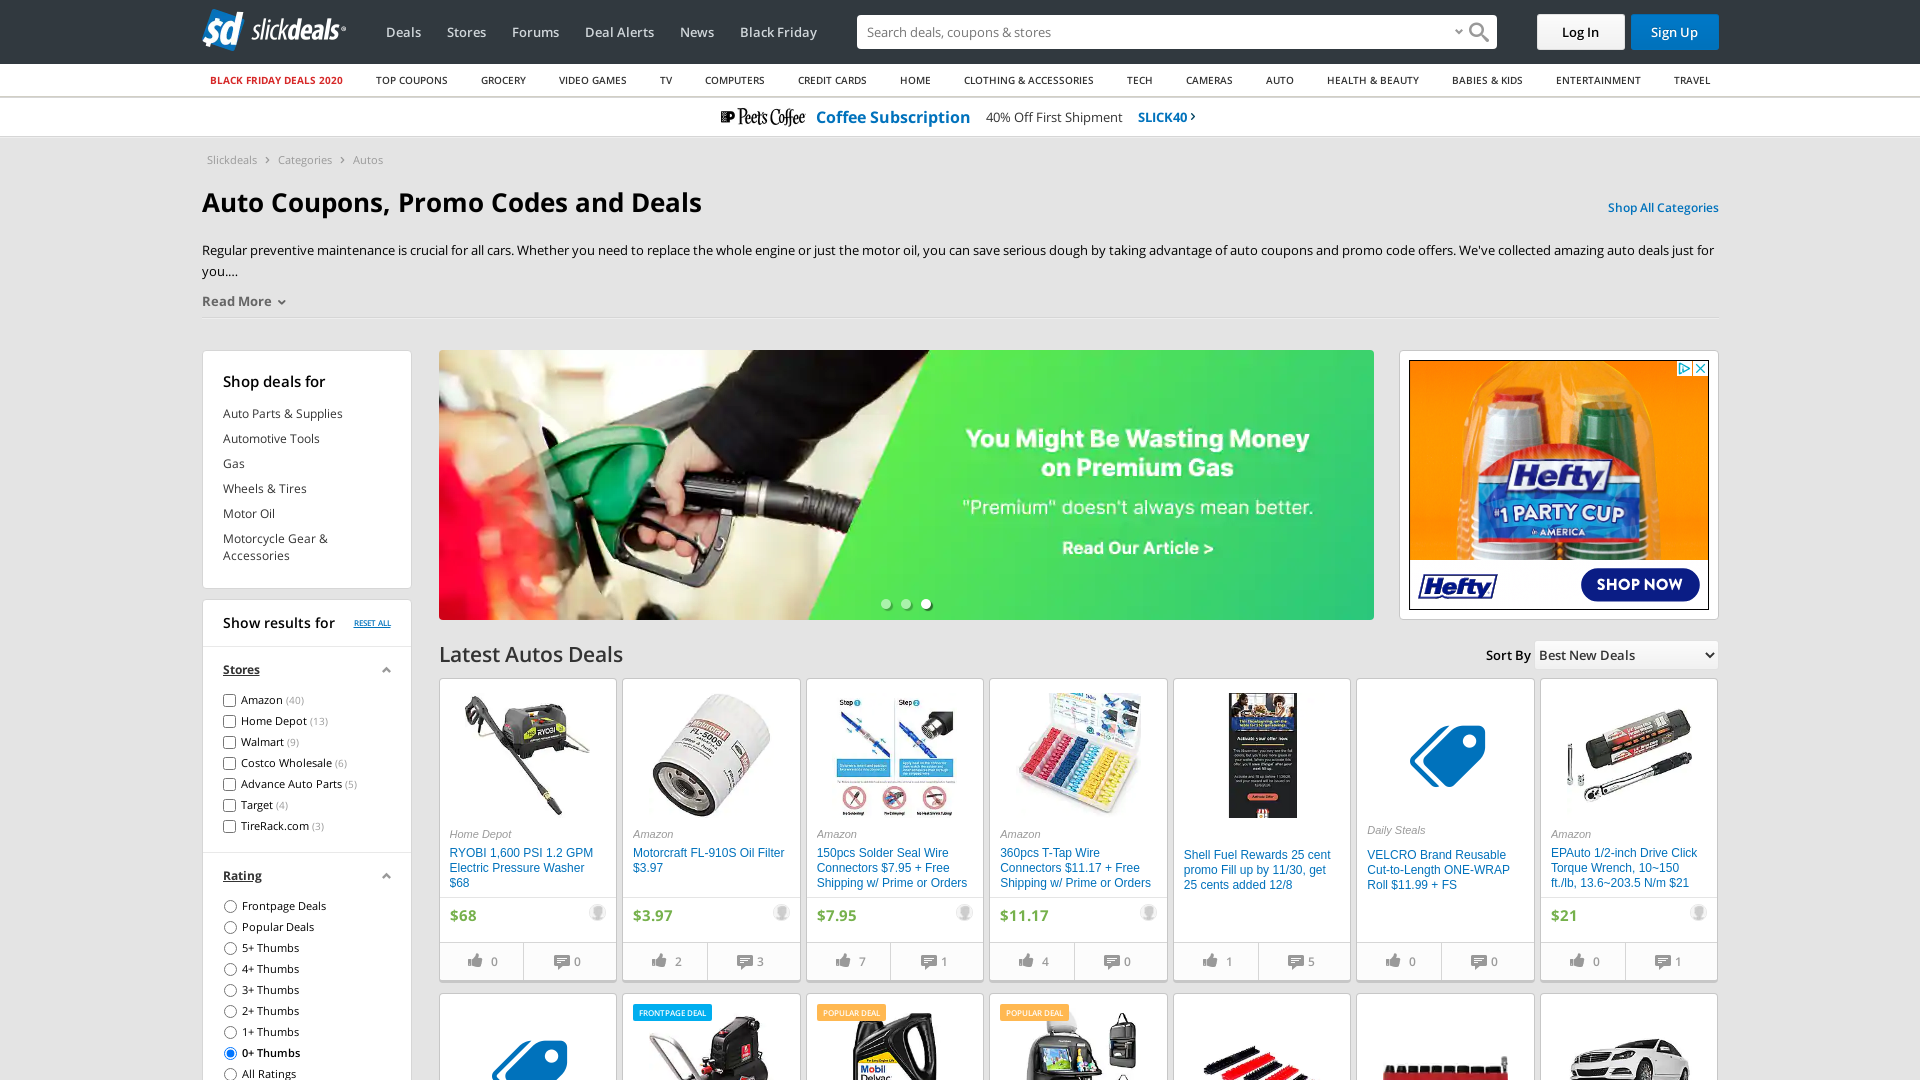 sd slickdeals
Deals Stores Forums Deal Alerts News Black Friday
Search deals, coupons & stores
Log In
Sign Up
BLACK FRIDAY DEALS 2020 TOP COUPONS GROCERY VIDEO GAMES TV COMPUTERS CREDIT CARDS HOME CLOTHING & ACCESSORIES TECH CAMERAS AUTO HEALTH & BEAUTY BABIES & KIDS ENTERTAINMENT TRAVEL
Peet's Coffee Coffee Subscription 40% Off First Shipment SLICK40
Slickdeals Categories Autos
Auto Coupons, Promo Codes and Deals
Shop All Categories
Regular preventive maintenance is crucial for all cars. Whether you need to replace the whole engine or just the motor oil, you can save serious dough by taking advantage of auto coupons and promo code offers. We've collected amazing auto deals just for
you....
Read More
Shop deals for
Auto Parts & Supplies
Automotive Tools
Gas
Wheels & Tires
Motor Oil
Motorcycle Gear &
Accessories
Show results for
RESET ALL
Stores
Amazon (40)
Home Depot (13)
Walmart (9)
Costco Wholesale (6)
Advance Auto Parts (5)
Target (4)
TireRack.com (3)
Rating
Frontpage Deals
Popular Deals
5+ Thumbs
4+ Thumbs
3+ Thumbs
2+ Thumbs
1+ Thumbs
0+ Thumbs
All Ratings
You Might Be Wasting Money
on Premium Gas
"Premium" doesn't always mean better.
Read Our Article >
Hefty
#1 PARTY CUP
IN AMERICA
Hefty
SHOP NOW
Latest Autos Deals
Sort By
Best New Deals
RYOBI
Home Depot
RYOBI 1,600 PSI 1.2 GPM
Electric Pressure Washer
$68
$68
0
0
Motorcraft
FL-500S
Amazon
Motorcraft FL-910S Oil Filter
$3.97
$3.97
2
3
Step 1
Step 2
Amazon
150pcs Solder Seal Wire
Connectors $7.95 + Free
Shipping w/ Prime or Orders
$7.95
7
1
Amazon
360pcs T-Tap Wire
Connectors $11.17 + Free
Shipping w/ Prime or Orders
$11.17
4
0
Activate your offer now
Shell Fuel Rewards 25 cent
promo Fill up by 11/30, get
25 cents added 12/8
1
5
Daily Steals
VELCRO Brand Reusable
Cut-to-Length ONE-WRAP
Roll $11.99 + FS
0
0
Amazon
EPAuto 1/2-inch Drive Click
Torque Wrench, 10~150
ft./lb, 13.6~203.5 N/m $21
$21
0
1
FRONTPAGE DEAL
POPULAR DEAL
Mobil
Delvac
POPULAR DEAL